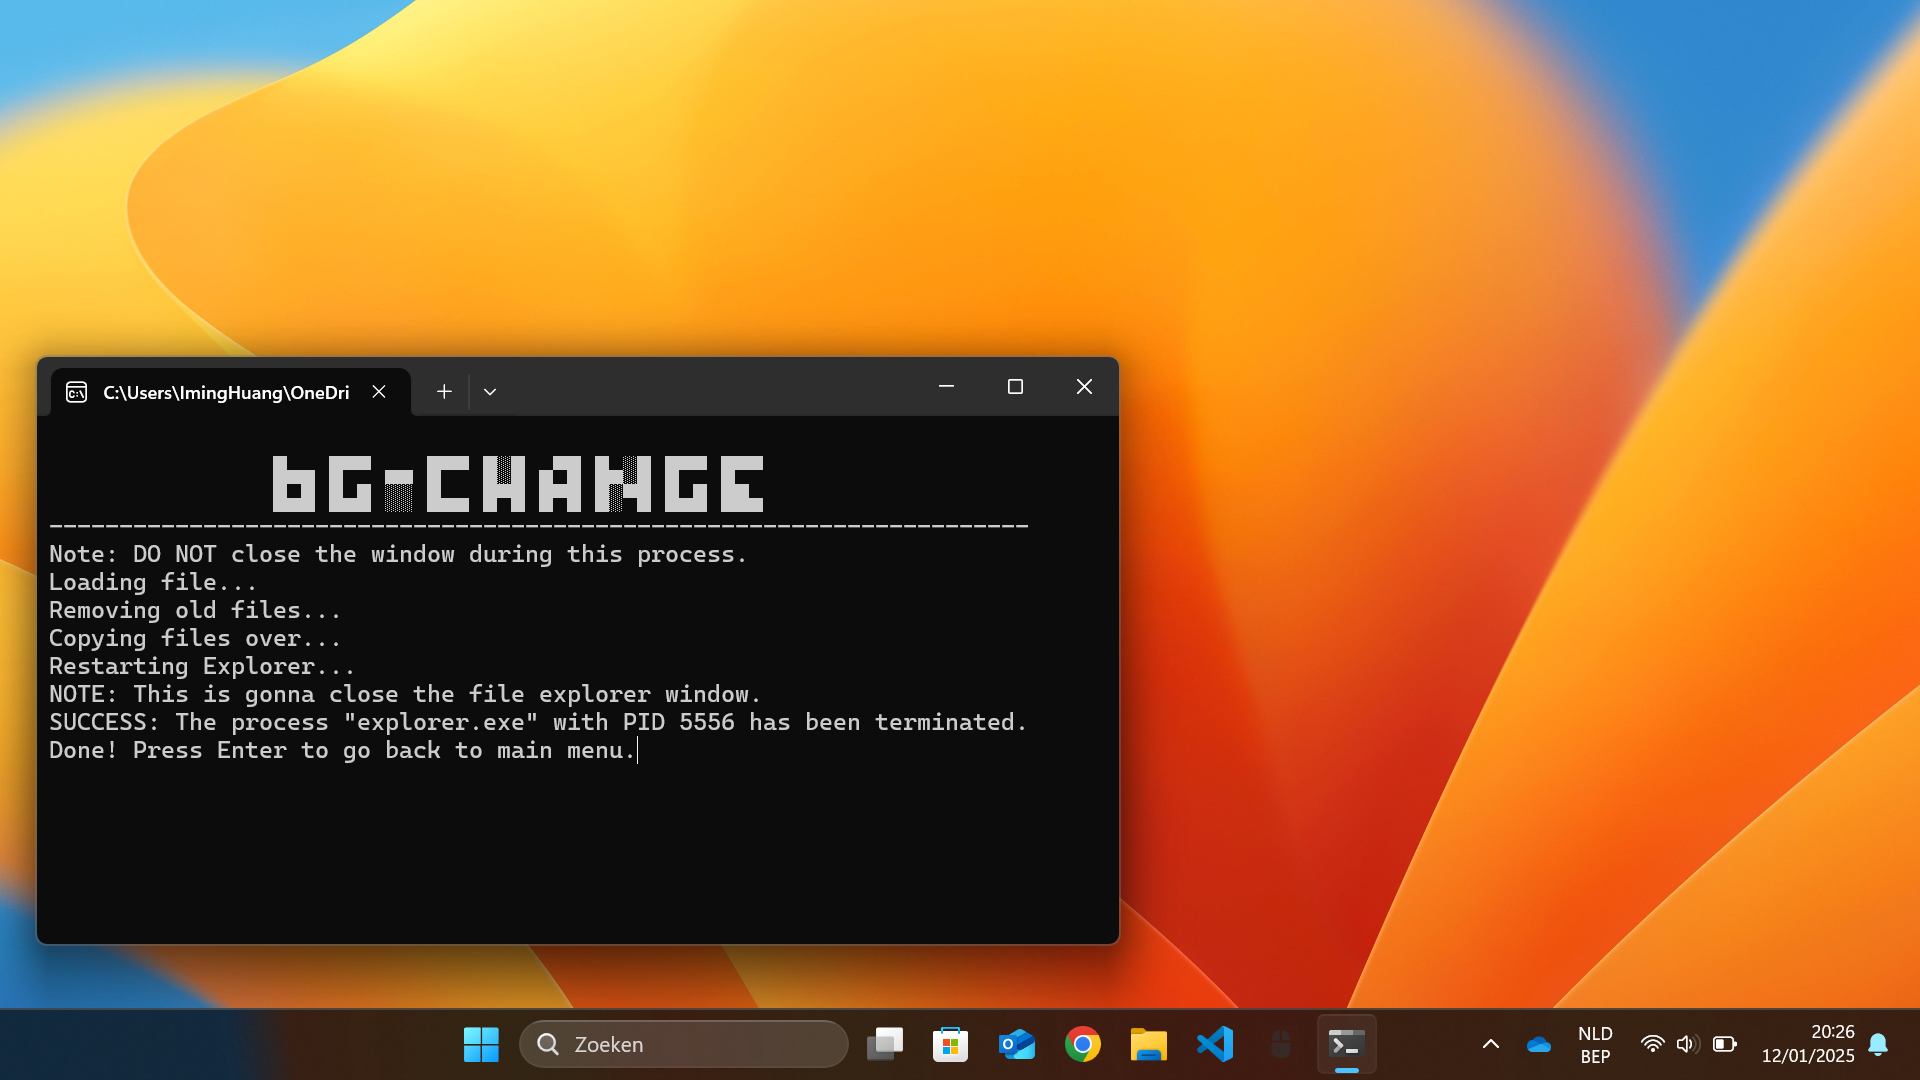 C:\Users\ImingHuang\OneDri
bG-CHANGE
----------------------------------------------------------------------
Note: DO NOT close the window during this process.
Loading file...
Removing old files...
Copying files over...
Restarting Explorer...
NOTE: This is gonna close the file explorer window.
SUCCESS: The process "explorer.exe" with PID 5556 has been terminated.
Done! Press Enter to go back to main menu.
Zoeken
NLD
BEP
20:26
12/01/2025